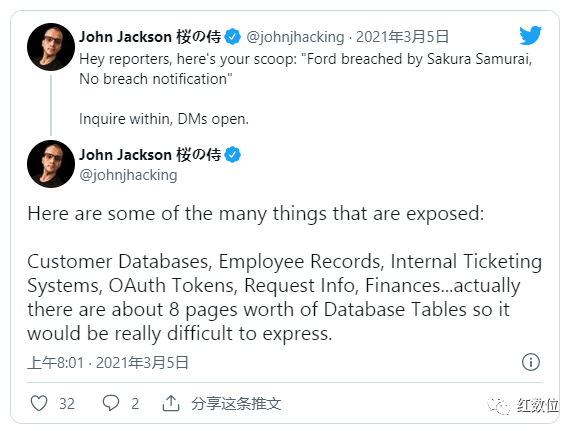 John Jackson 桜の侍 @johnjhacking · 2021年3月5日
Hey reporters, here's your scoop: "Ford breached by Sakura Samurai,
No breach notification"
Inquire within, DMs open.
John Jackson 桜の侍
@johnjhacking
Here are some of the many things that are exposed:
Customer Databases, Employee Records, Internal Ticketing
Systems, OAuth Tokens, Request Info, Finances...actually
there are about 8 pages worth of Database Tables so it
would be really difficult to express.
上午8:01 · 2021年3月5日
32 2 分享这条推文
红数位